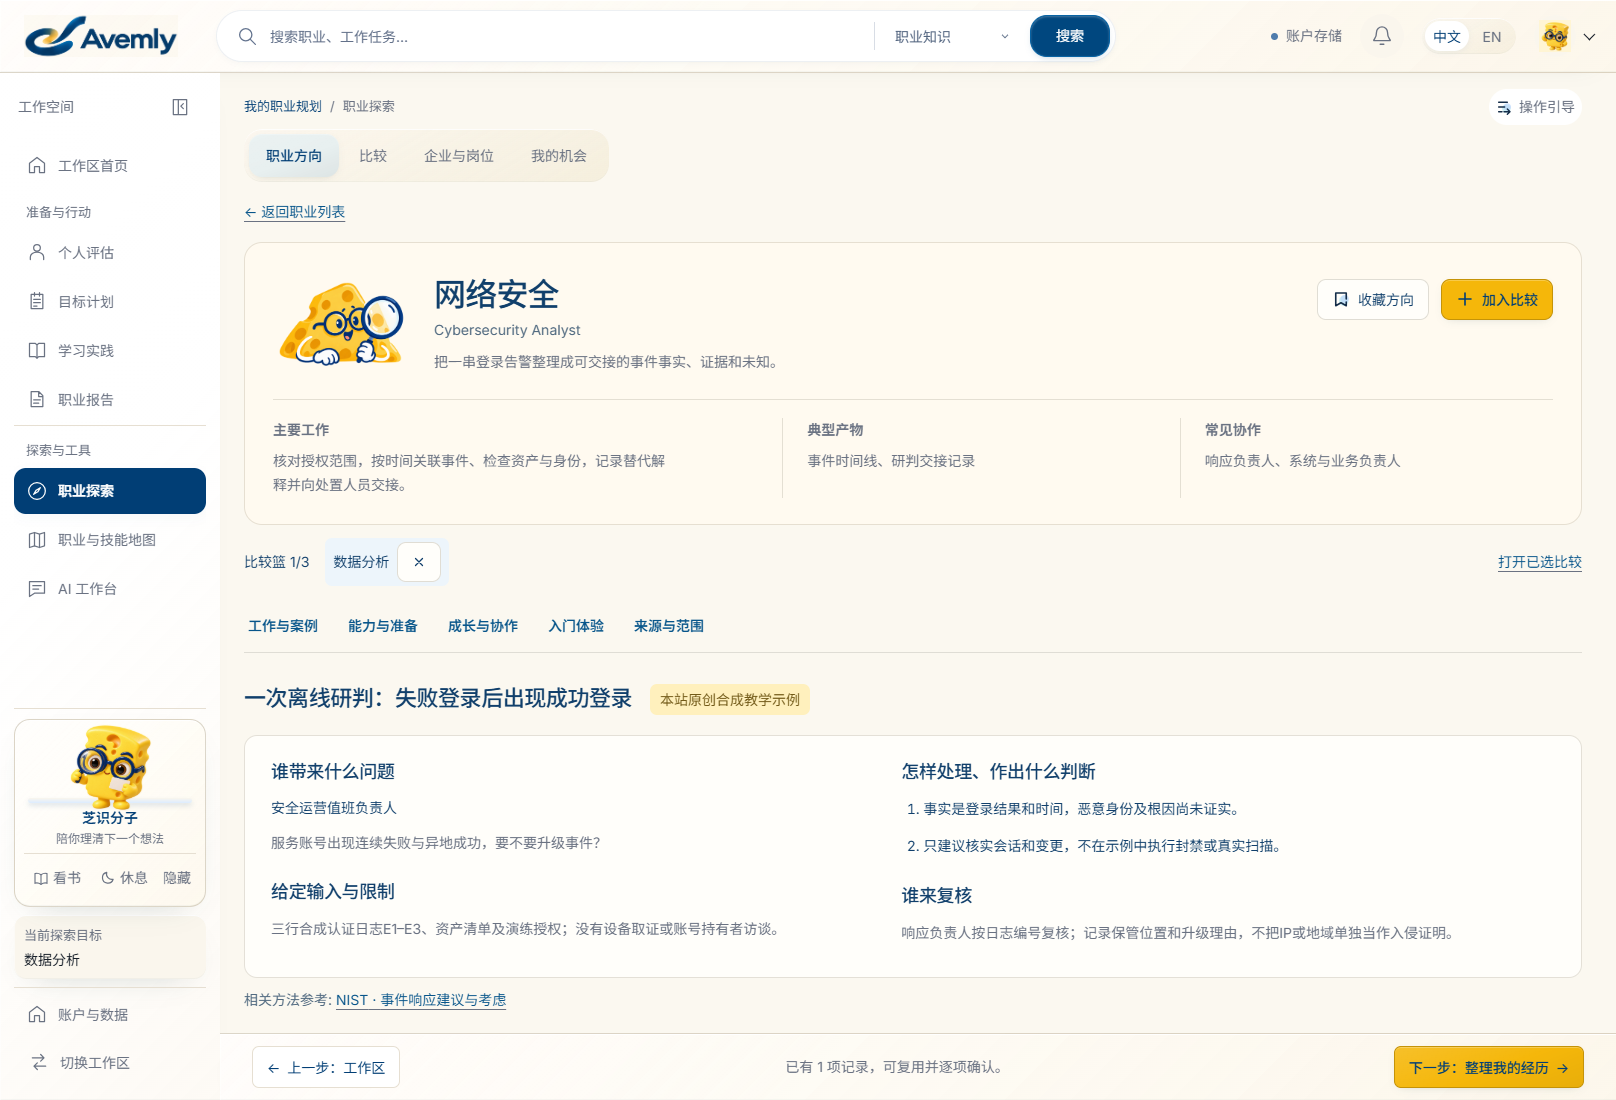 Avemly
搜索职业、工作任务...
职业知识
搜索
账户存储
中文
EN
工作空间
工作区首页
准备与行动
个人评估
目标计划
学习实践
职业报告
探索与工具
职业探索
职业与技能地图
AI 工作台
芝识分子
陪你理清下一个想法
看书
休息
隐藏
当前探索目标
数据分析
账户与数据
切换工作区
我的职业规划 / 职业探索
操作引导
职业方向
比较
企业与岗位
我的机会
← 返回职业列表
网络安全
Cybersecurity Analyst
把一串登录告警整理成可交接的事件事实、证据和未知。
收藏方向
加入比较
主要工作
核对授权范围，按时间关联事件、检查资产与身份，记录替代解
释并向处置人员交接。
典型产物
事件时间线、研判交接记录
常见协作
响应负责人、系统与业务负责人
比较篮 1/3
数据分析
×
打开已选比较
工作与案例
能力与准备
成长与协作
入门体验
来源与范围
一次离线研判：失败登录后出现成功登录
本站原创合成教学示例
谁带来什么问题
安全运营值班负责人
服务账号出现连续失败与异地成功，要不要升级事件？
给定输入与限制
三行合成认证日志E1–E3、资产清单及演练授权；没有设备取证或账号持有者访谈。
怎样处理、作出什么判断
1. 事实是登录结果和时间，恶意身份及根因尚未证实。
2. 只建议核实会话和变更，不在示例中执行封禁或真实扫描。
谁来复核
响应负责人按日志编号复核；记录保管位置和升级理由，不把IP或地域单独当作入侵证明。
相关方法参考: NIST · 事件响应建议与考虑
← 上一步：工作区
已有 1 项记录，可复用并逐项确认。
下一步：整理我的经历 →